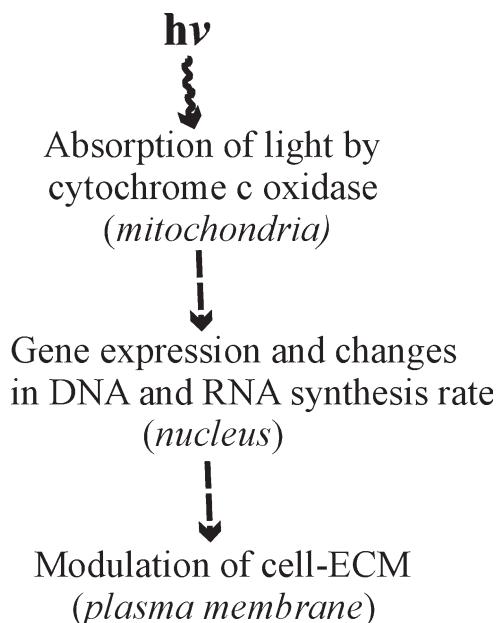 hν
Absorption of light by
cytochrome c oxidase
(mitochondria)
Gene expression and changes
in DNA and RNA synthesis rate
(nucleus)
Modulation of cell-ECM
(plasma membrane)